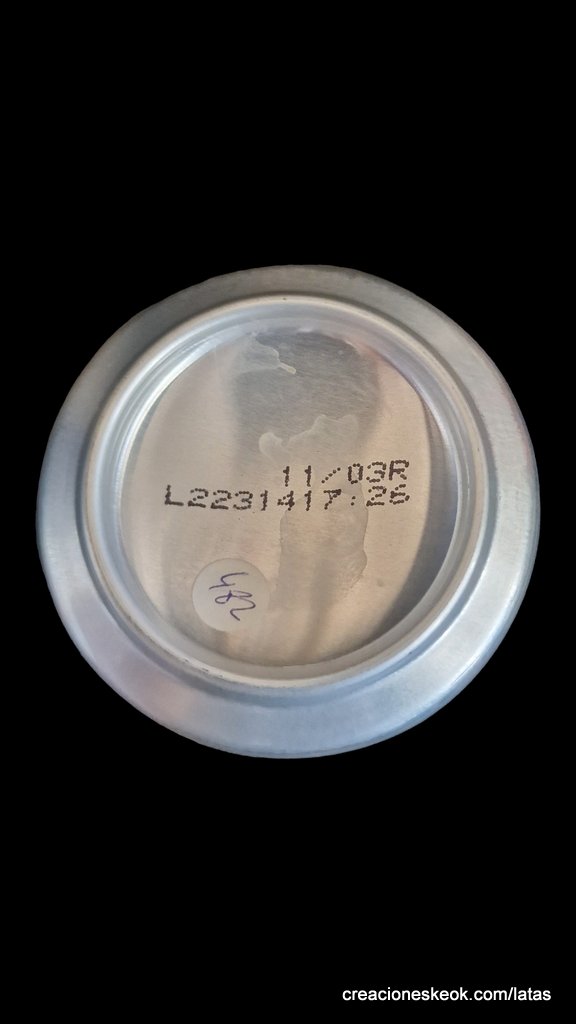 11/03R
L2231417:26
482
creacioneskeok.com/latas